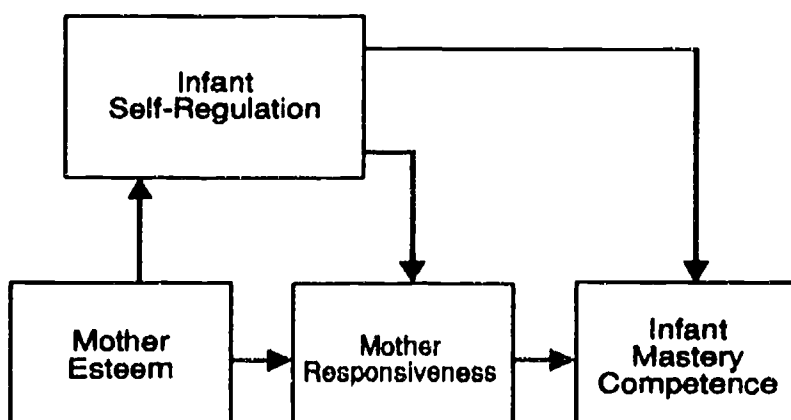 Infant
Self-Regulation
Mother
Esteem
Mother
Responsiveness
Infant
Mastery
Competence